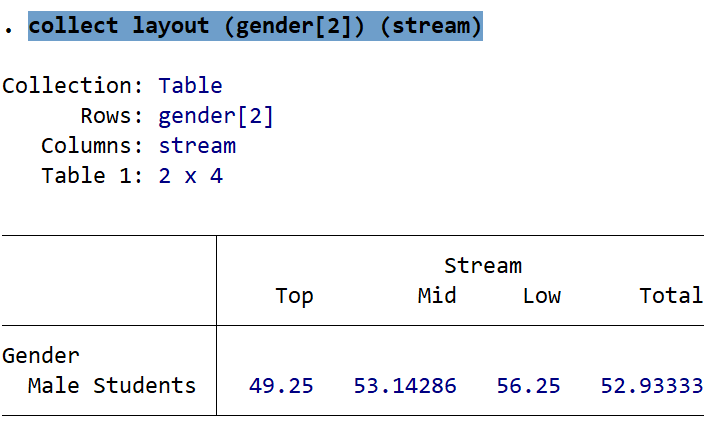 . collect layout (gender[2]) (stream)
Collection: Table
Rows: gender[2]
Columns: stream
Table 1: 2 x 4
Stream
Top Mid Low Total
Gender
Male Students 49.25 53.14286 56.25 52.93333